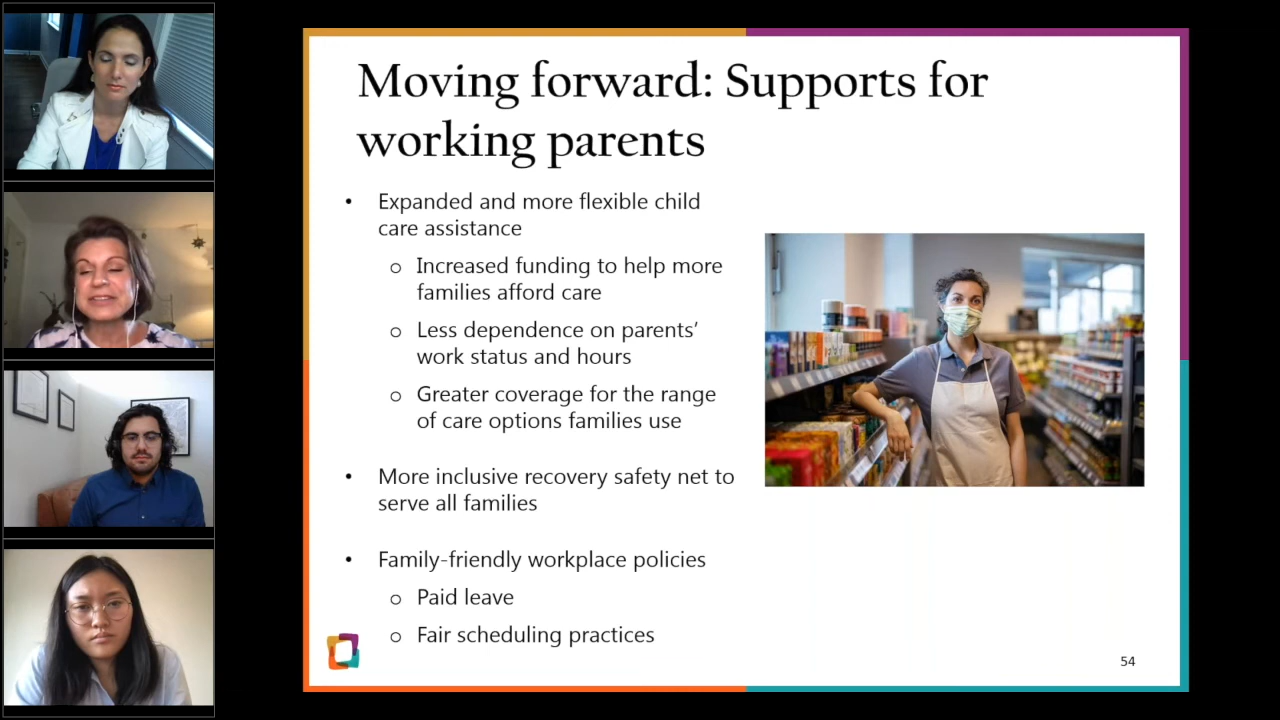 Moving forward: Supports for
working parents
• Expanded and more flexible child
care assistance
o Increased funding to help more
families afford care
o Less dependence on parents’
work status and hours
o Greater coverage for the range
of care options families use
• More inclusive recovery safety net to
serve all families
• Family-friendly workplace policies
o Paid leave
o Fair scheduling practices
54